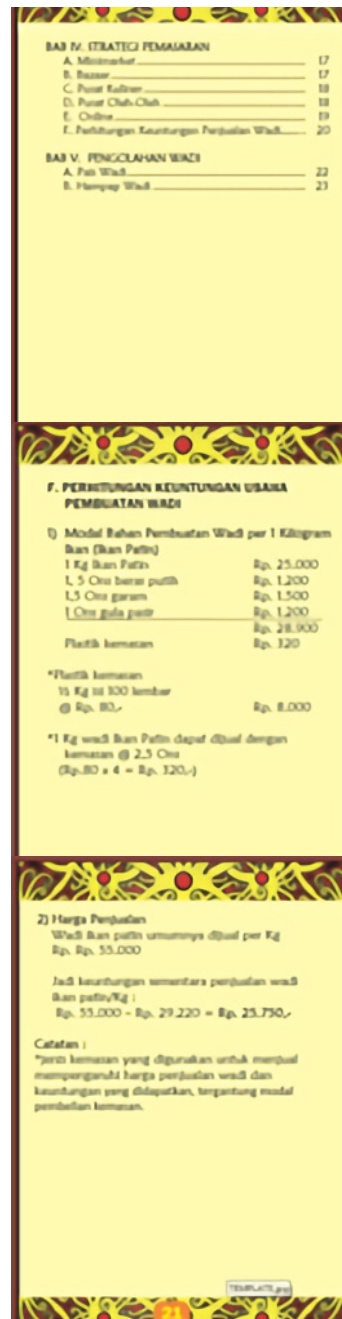 BAB IV. STRATEGI PEMASARAN
A. Minimarket 17
B. Bazaar 17
C. Pusat Kuliner 18
D. Pusat Oleh-Oleh 18
E. Online 19
F. Perhitungan Keuntungan Penjualan Wadi 20
BAB V. PENGOLAHAN WADI
A. Pais Wadi 22
B. Mampap Wadi 23
F. PERHITUNGAN KEUNTUNGAN USAHA
PEMBUATAN WADI
1) Modal Bahan Pembuatan Wadi per 1 Kilogram
Ikan (Ikan Patin)
1 Kg Ikan Patin Rp. 25.000
1, 5 Ons beras putih Rp. 1.200
1,5 Ons garam Rp. 1.500
1 Ons gula pasir Rp. 1.200
Rp. 28.900
Plastik kemasan Rp. 320
*Plastik kemasan
½ Kg isi 100 lembar
@ Rp. 80,- Rp. 8.000
*1 Kg wadi Ikan Patin dapat dijual dengan
kemasan @ 2,5 Ons
(Rp.80 x 4 = Rp. 320,-)
2) Harga Penjualan
Wadi ikan patin umumnya dijual per Kg
Rp. Rp. 55.000
Jadi keuntungan sementara penjualan wadi
ikan patin/Kg :
Rp. 55.000 - Rp. 29.220 = Rp. 25.750,-
Catatan :
*Jenis kemasan yang digunakan untuk menjual
mempengaruhi harga penjualan wadi dan
keuntungan yang didapatkan, tergantung modal
pembelian kemasan.
21